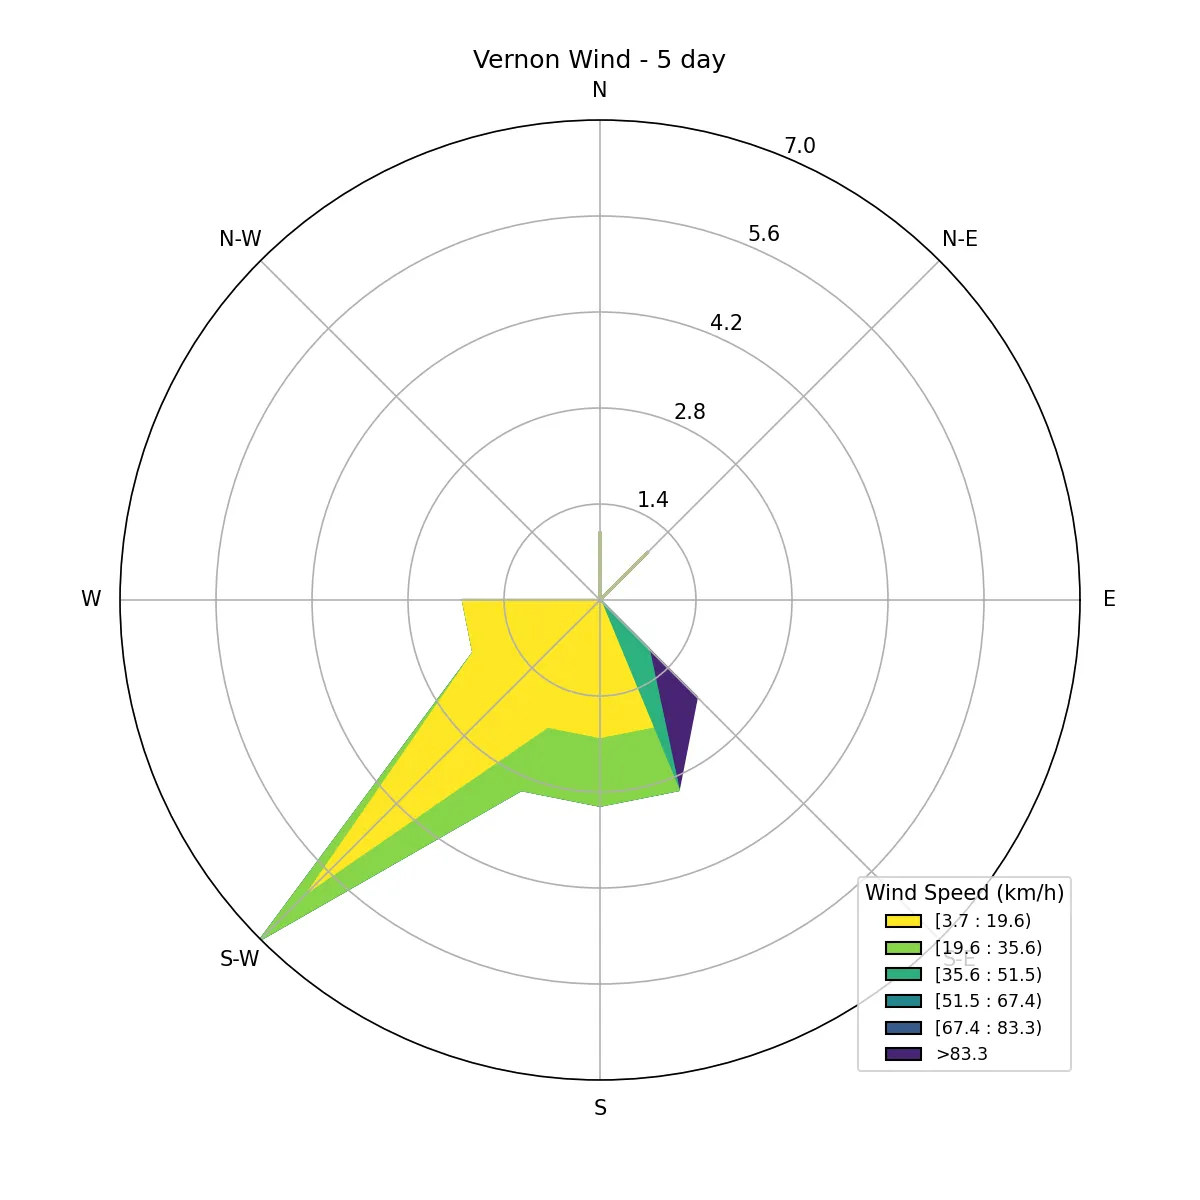 Vernon Wind - 5 day
N
7.0
N-W
5.6
N-E
4.2
2.8
1.4
W
E
Wind Speed (km/h)
[3.7 : 19.6)
[19.6 : 35.6)
S-W
S-E
[35.6 : 51.5)
[51.5 : 67.4)
[67.4 : 83.3)
>83.3
S